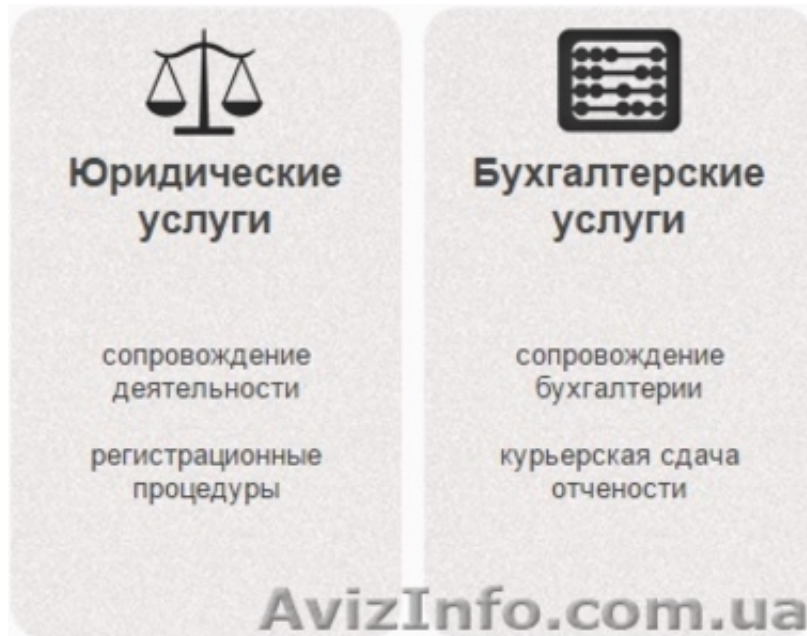 Юридические
услуги
сопровождение
деятельности
регистрационные
процедуры
Бухгалтерские
услуги
сопровождение
бухгалтерии
курьерская сдача
отчености
AvizInfo.com.ua